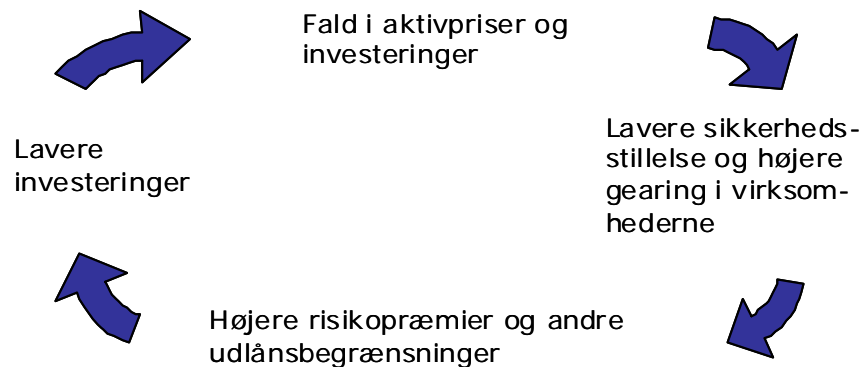 Fald i aktivpriser og
investeringer
Lavere sikkerheds-
stillelse og højere
gearing i virksom-
hederne
Højere risikopræmier og andre
udlånsbegrænsninger
Lavere
investeringer